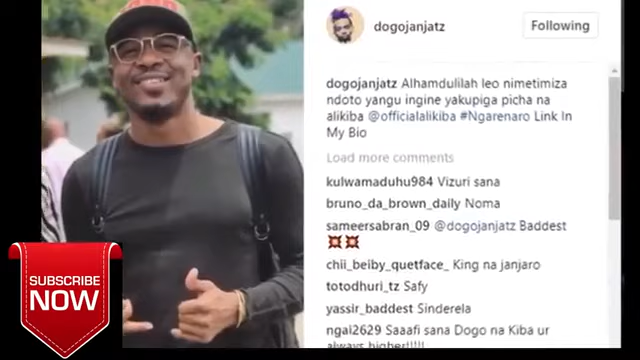 dogojanjatz
Following
dogojanjatz Alhamdulilah leo nimetimiza
ndoto yangu ingine yakupiga picha na
alikiba @officialalikiba #Ngarenaro Link In
My Bio
Load more comments
kulwamaduhu984 Vizuri sana
bruno_da_brown_daily Noma
sameersabran_09 @dogojanjatz Baddest
chii_beiby_quetface_ King na janjaro
totodhuri_tz Safy
yassir_baddest Sinderela
ngai2629 Saaafi sana Dogo na Kiba ur
always higher!!!!!
SUBSCRIBE
NOW